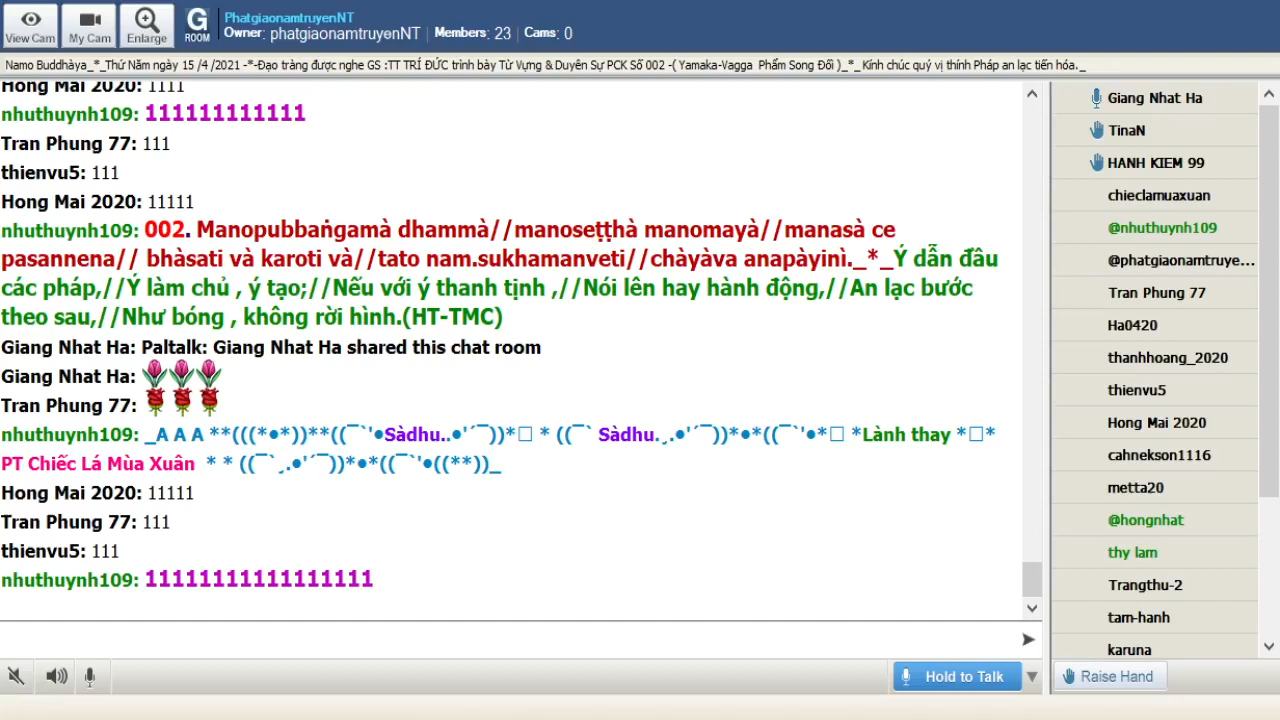 View Cam
My Cam
Enlarge
G
ROOM
PhatgiaonamtruyenNT
Owner: phatgiaonamtruyenNT | Members: 23 | Cams: 0
Namo Buddhàya_*_Thứ Năm ngày 15 /4 /2021 -*-Đạo tràng được nghe GS :TT TRÍ ĐỨC trình bày Từ Vựng & Duyên Sự PCK Số 002 -( Yamaka-Vagga Phẩm Song Đối )_*_ Kính chúc quý vị thính Pháp an lạc tiến hóa._
Hong Mai 2020: 1111
nhuthuynh109: 111111111111
Tran Phung 77: 111
thienvu5: 111
Hong Mai 2020: 11111
nhuthuynh109: 002. Manopubbaṅgamà dhammà//manoseṭṭhà manomayà//manasà ce
pasannena// bhàsati và karoti và//tato nam.sukhamanveti//chàyàva anapàyinì._*_Ý dẫn đầu
các pháp,//Ý làm chủ , ý tạo;//Nếu với ý thanh tịnh ,//Nói lên hay hành động,//An lạc bước
theo sau,//Như bóng , không rời hình.(HT-TMC)
Giang Nhat Ha: Paltalk: Giang Nhat Ha shared this chat room
Giang Nhat Ha:
Tran Phung 77:
nhuthuynh109: _A A A **(((*•*))**((¯`'•Sàdhu..•'´¯))*□ * ((¯` Sàdhu.¸.•'´¯))*•*((¯`'•*□ *Lành thay *□*
PT Chiếc Lá Mùa Xuân * * ((¯`¸.•'´¯))*•*((¯`'•((**))_
Hong Mai 2020: 11111
Tran Phung 77: 111
thienvu5: 111
nhuthuynh109: 11111111111111111
Hold to Talk
Giang Nhat Ha
TinaN
HANH KIEM 99
chieclamuaxuan
@nhuthuynh109
@phatgiaonamtruye...
Tran Phung 77
Ha0420
thanhhoang_2020
thienvu5
Hong Mai 2020
cahnekson1116
metta20
@hongnhat
thy lam
Trangthu-2
tam-hanh
karuna
Raise Hand